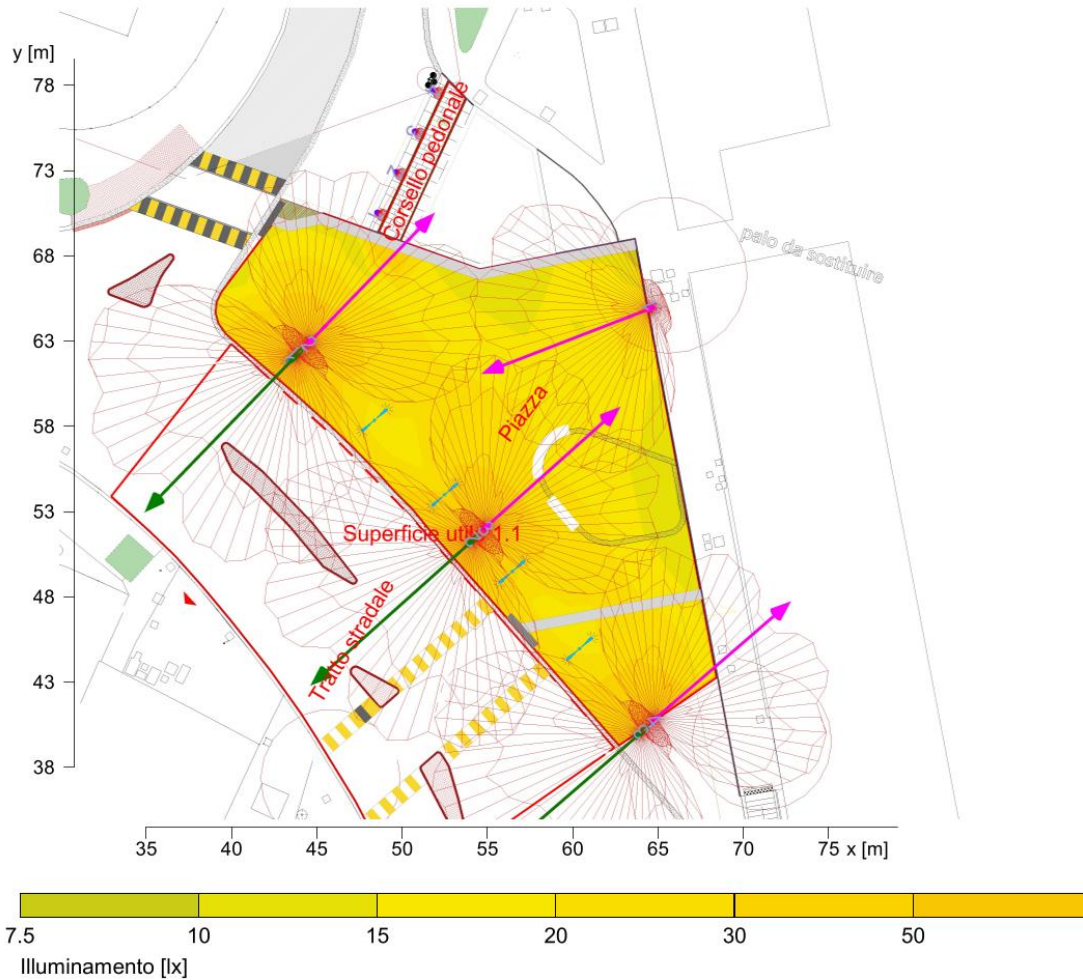 y [m]
78
73
68
63
58
53
48
43
38
Corsello pedonale
palo da sostituire
Piazza
Superficie utile 1.1
Tratto stradale
35 40 45 50 55 60 65 70 75 x [m]
7.5 10 15 20 30 50
Illuminamento [lx]